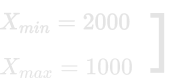 X_{min} = 2000 ]
X_{max} = 1000